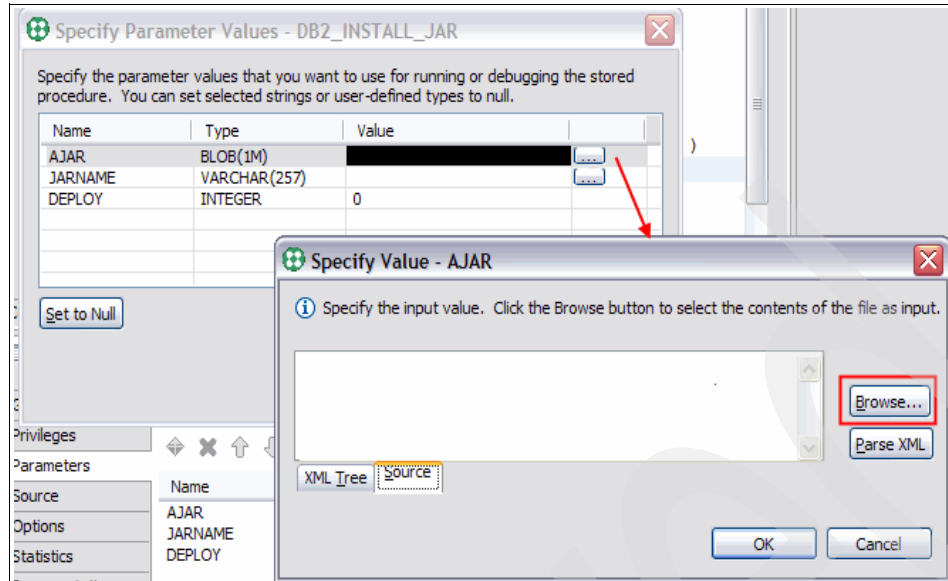 Specify Parameter Values - DB2_INSTALL_JAR
Specify the parameter values that you want to use for running or debugging the stored
procedure. You can set selected strings or user-defined types to null.
Name Type Value
AJAR BLOB(1M) ...
JARNAME VARCHAR(257) ...
DEPLOY INTEGER 0
)
Set to Null
Specify Value - AJAR
Specify the input value. Click the Browse button to select the contents of the file as input.
Browse...
Parse XML
XML Tree Source
OK Cancel
Privileges
Parameters
Source
Options
Statistics
Name
AJAR
JARNAME
DEPLOY